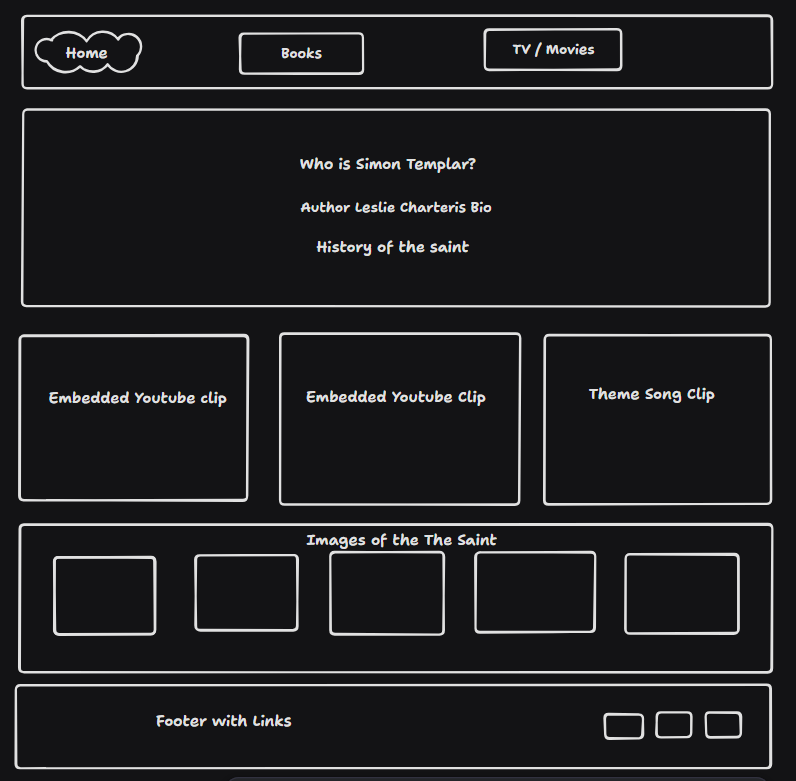 Home
Books
TV / Movies
Who is Simon Templar?
Author Leslie Charteris Bio
History of the saint
Embedded Youtube clip
Embedded Youtube Clip
Theme Song Clip
Images of the The Saint
Footer with Links